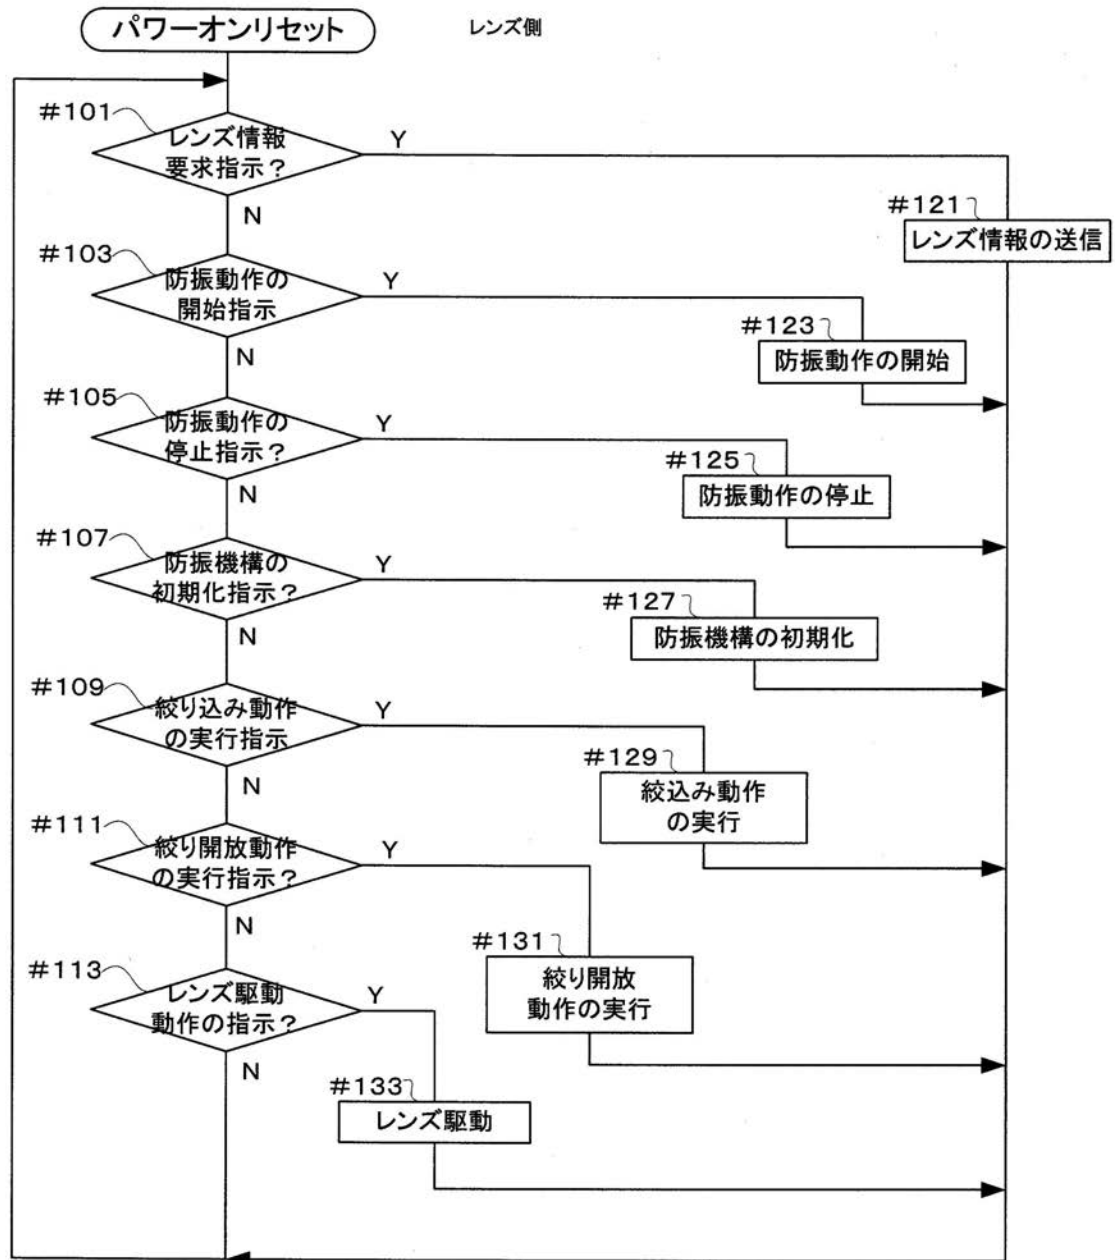 パワーオンリセット
レンズ側
#101
レンズ情報
要求指示?
Y
N
#121
レンズ情報の送信
#103
防振動作の
開始指示
Y
N
#123
防振動作の開始
#105
防振動作の
停止指示?
Y
N
#125
防振動作の停止
#107
防振機構の
初期化指示?
Y
N
#127
防振機構の初期化
#109
絞り込み動作
の実行指示
Y
N
#129
絞込み動作
の実行
#111
絞り開放動作
の実行指示?
Y
N
#131
絞り開放
動作の実行
#113
レンズ駆動
動作の指示?
Y
N
#133
レンズ駆動